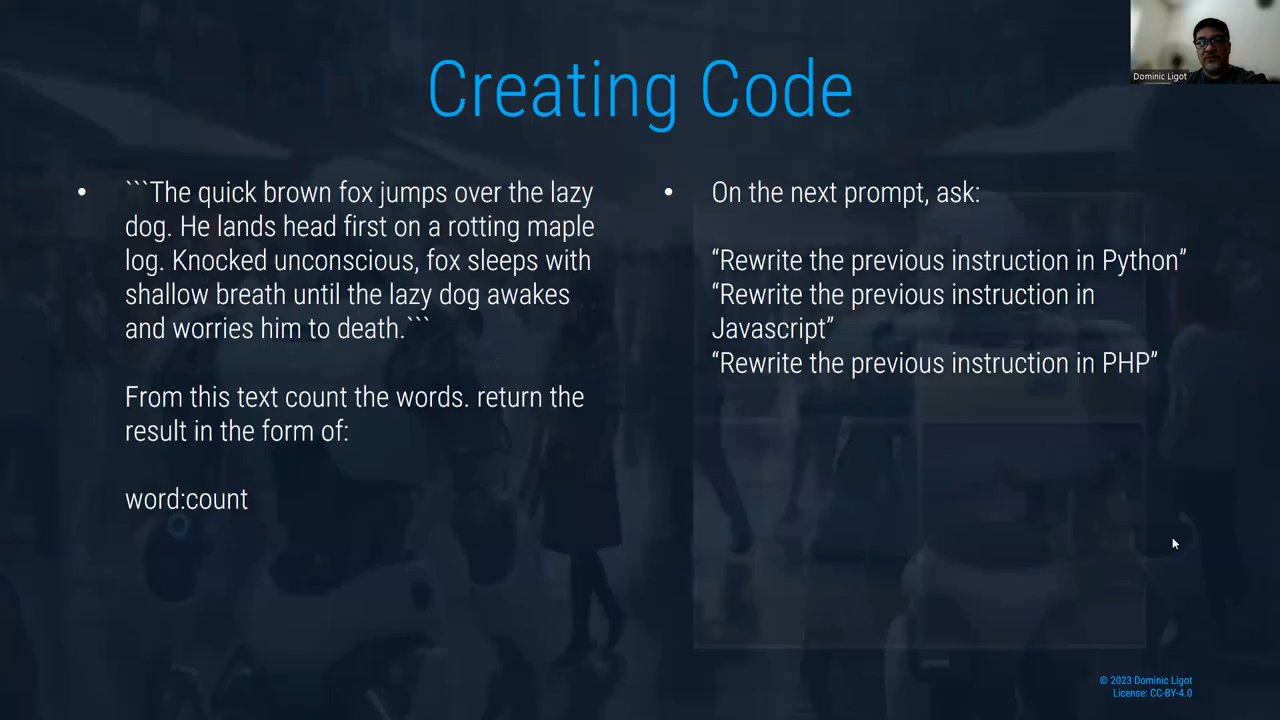 Dominic Ligot
Creating Code
• ```The quick brown fox jumps over the lazy
dog. He lands head first on a rotting maple
log. Knocked unconscious, fox sleeps with
shallow breath until the lazy dog awakes
and worries him to death.```
From this text count the words. return the
result in the form of:
word:count
• On the next prompt, ask:
“Rewrite the previous instruction in Python”
“Rewrite the previous instruction in
Javascript”
“Rewrite the previous instruction in PHP”
© 2023 Dominic Ligot
License: CC-BY-4.0